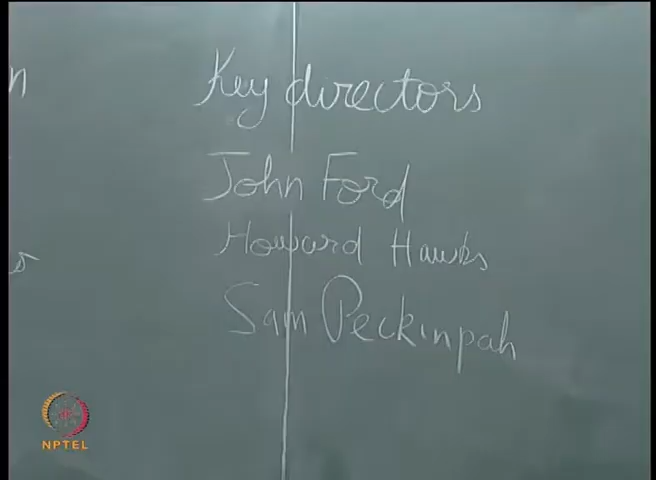 n
Key directors
John Ford
Howard Hawks
s
Sam Peckinpah
NPTEL